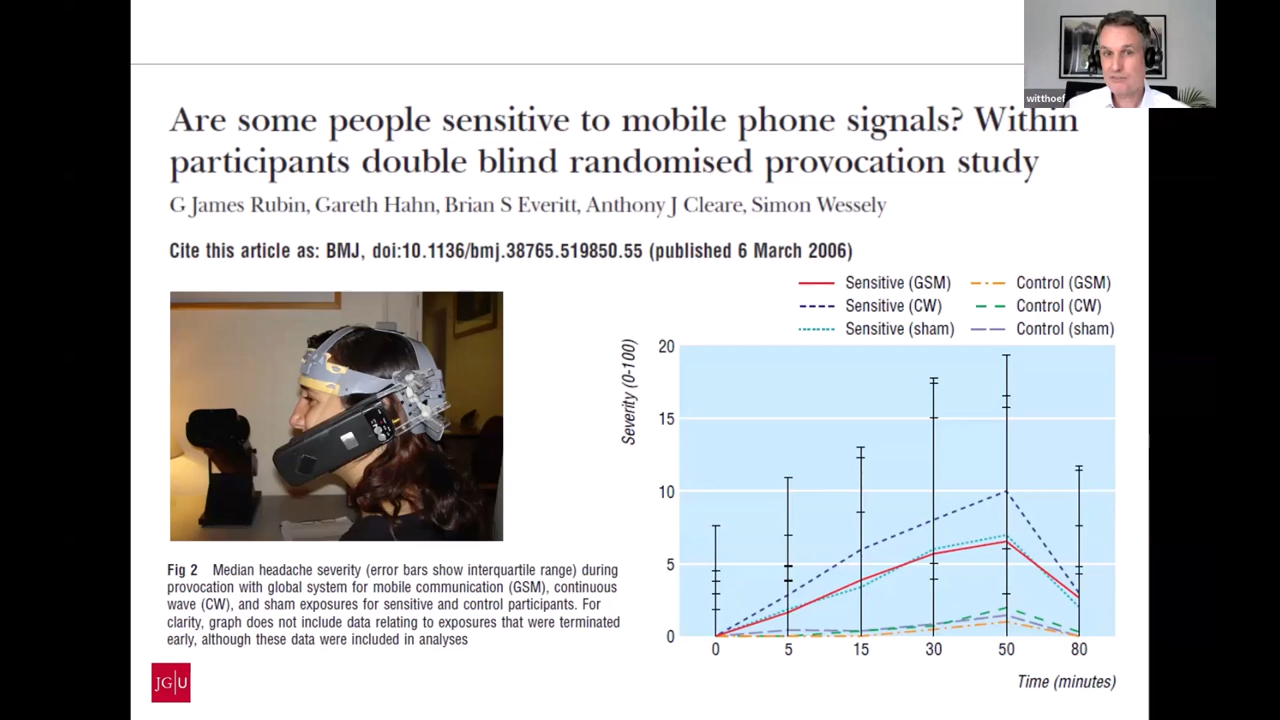 witthoef
Are some people sensitive to mobile phone signals? Within
participants double blind randomised provocation study
G James Rubin, Gareth Hahn, Brian S Everitt, Anthony J Cleare, Simon Wessely
Cite this article as: BMJ, doi:10.1136/bmj.38765.519850.55 (published 6 March 2006)
Sensitive (GSM)
Control (GSM)
Sensitive (CW)
Control (CW)
Sensitive (sham)
Control (sham)
Severity (0-100)
20
15
10
5
0
0 5 15 30 50 80
Time (minutes)
Fig 2 Median headache severity (error bars show interquartile range) during
provocation with global system for mobile communication (GSM), continuous
wave (CW), and sham exposures for sensitive and control participants. For
clarity, graph does not include data relating to exposures that were terminated
early, although these data were included in analyses
JG|U